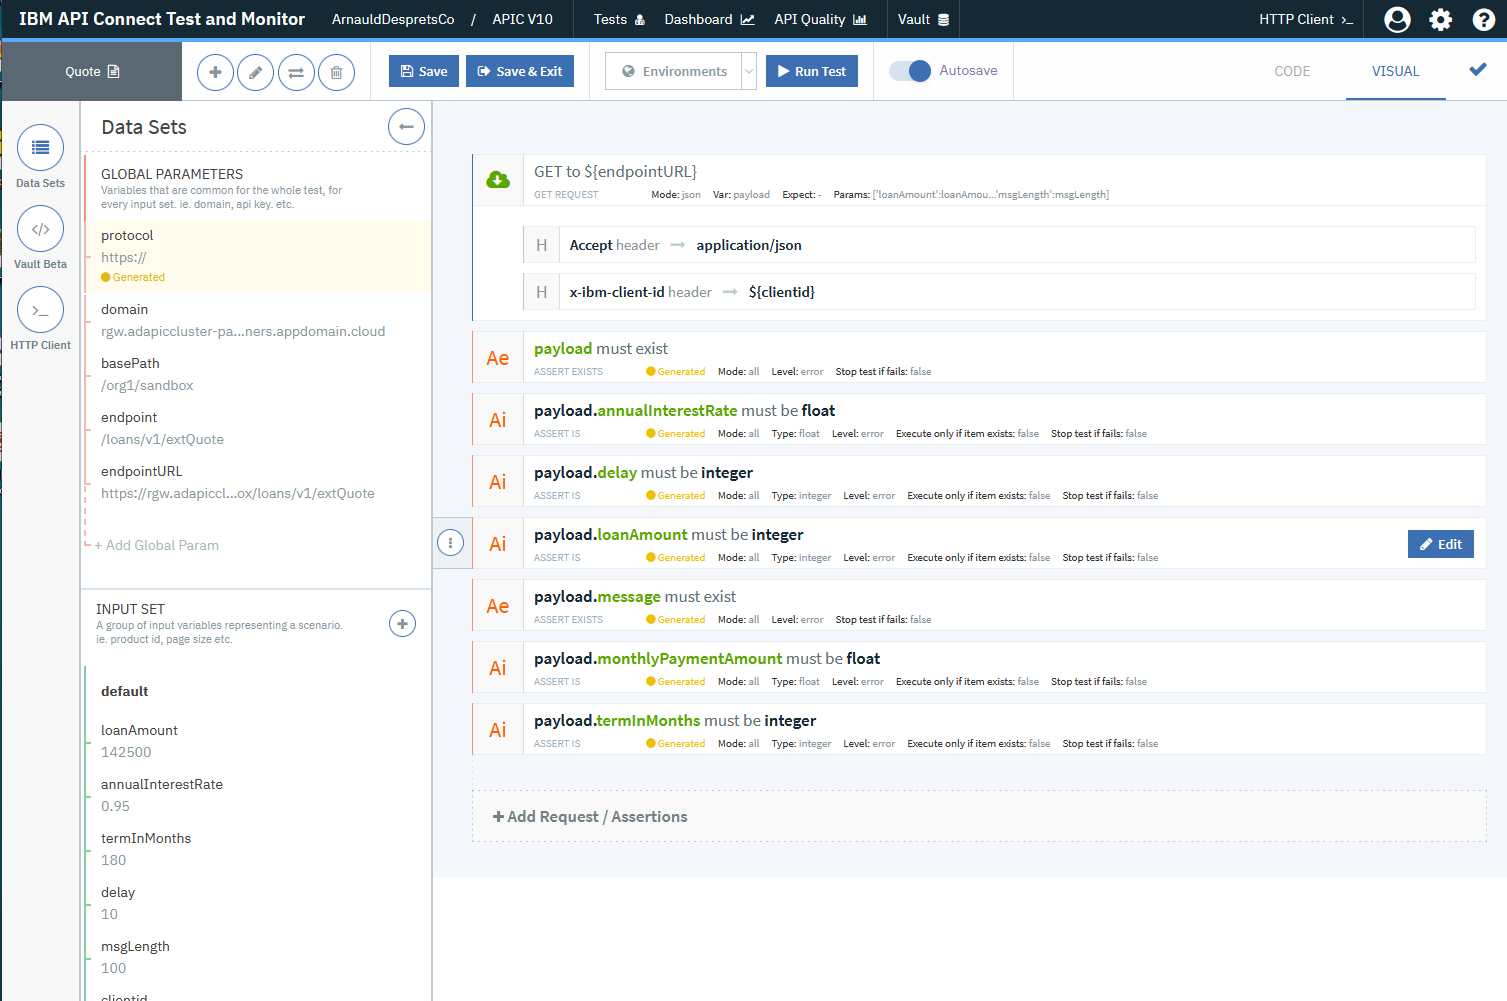 IBM API Connect Test and Monitor ArnauldDespretsCo / APIC V10 Tests Dashboard API Quality Vault HTTP Client >_
Quote Save Save & Exit Environments Run Test Autosave CODE VISUAL
Data Sets
Vault Beta
HTTP Client
Data Sets
GLOBAL PARAMETERS
Variables that are common for the whole test, for
every input set. ie. domain, api key. etc.
protocol
https://
Generated
domain
rgw.adapiccluster-pa...ners.appdomain.cloud
basePath
/org1/sandbox
endpoint
/loans/v1/extQuote
endpointURL
https://rgw.adapiccl...ox/loans/v1/extQuote
+ Add Global Param
INPUT SET
A group of input variables representing a scenario.
ie. product id, page size etc.
default
loanAmount
142500
annualInterestRate
0.95
termInMonths
180
delay
10
msgLength
100
clientid
GET to ${endpointURL}
GET REQUEST Mode: json Var: payload Expect: - Params: ['loanAmount':loanAmou...'msgLength':msgLength]
H Accept header → application/json
H x-ibm-client-id header → ${clientid}
Ae payload must exist
ASSERT EXISTS Generated Mode: all Level: error Stop test if fails: false
Ai payload.annualInterestRate must be float
ASSERT IS Generated Mode: all Type: float Level: error Execute only if item exists: false Stop test if fails: false
Ai payload.delay must be integer
ASSERT IS Generated Mode: all Type: integer Level: error Execute only if item exists: false Stop test if fails: false
Ai payload.loanAmount must be integer Edit
ASSERT IS Generated Mode: all Type: integer Level: error Execute only if item exists: false Stop test if fails: false
Ae payload.message must exist
ASSERT EXISTS Generated Mode: all Level: error Stop test if fails: false
Ai payload.monthlyPaymentAmount must be float
ASSERT IS Generated Mode: all Type: float Level: error Execute only if item exists: false Stop test if fails: false
Ai payload.termInMonths must be integer
ASSERT IS Generated Mode: all Type: integer Level: error Execute only if item exists: false Stop test if fails: false
+ Add Request / Assertions